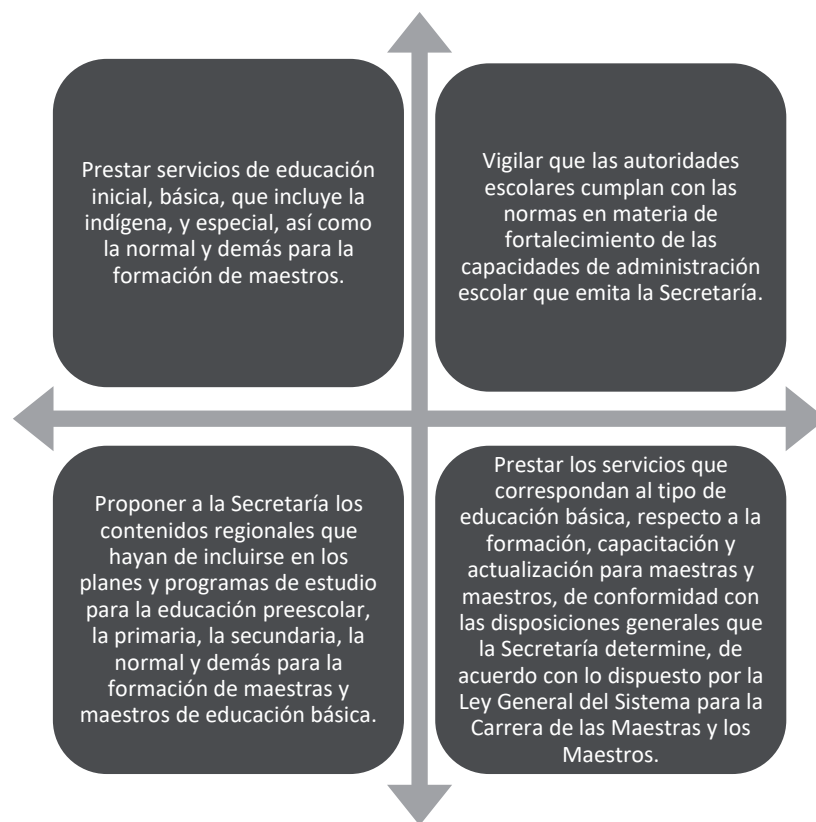 Prestar servicios de educación
inicial, básica, que incluye la
indígena, y especial, así como
la normal y demás para la
formación de maestros.
Vigilar que las autoridades
escolares cumplan con las
normas en materia de
fortalecimiento de las
capacidades de administración
escolar que emita la Secretaría.
Proponer a la Secretaría los
contenidos regionales que
hayan de incluirse en los
planes y programas de estudio
para la educación preescolar,
la primaria, la secundaria, la
normal y demás para la
formación de maestras y
maestros de educación básica.
Prestar los servicios que
correspondan al tipo de
educación básica, respecto a la
formación, capacitación y
actualización para maestras y
maestros, de conformidad con
las disposiciones generales que
la Secretaría determine, de
acuerdo con lo dispuesto por la
Ley General del Sistema para la
Carrera de las Maestras y los
Maestros.